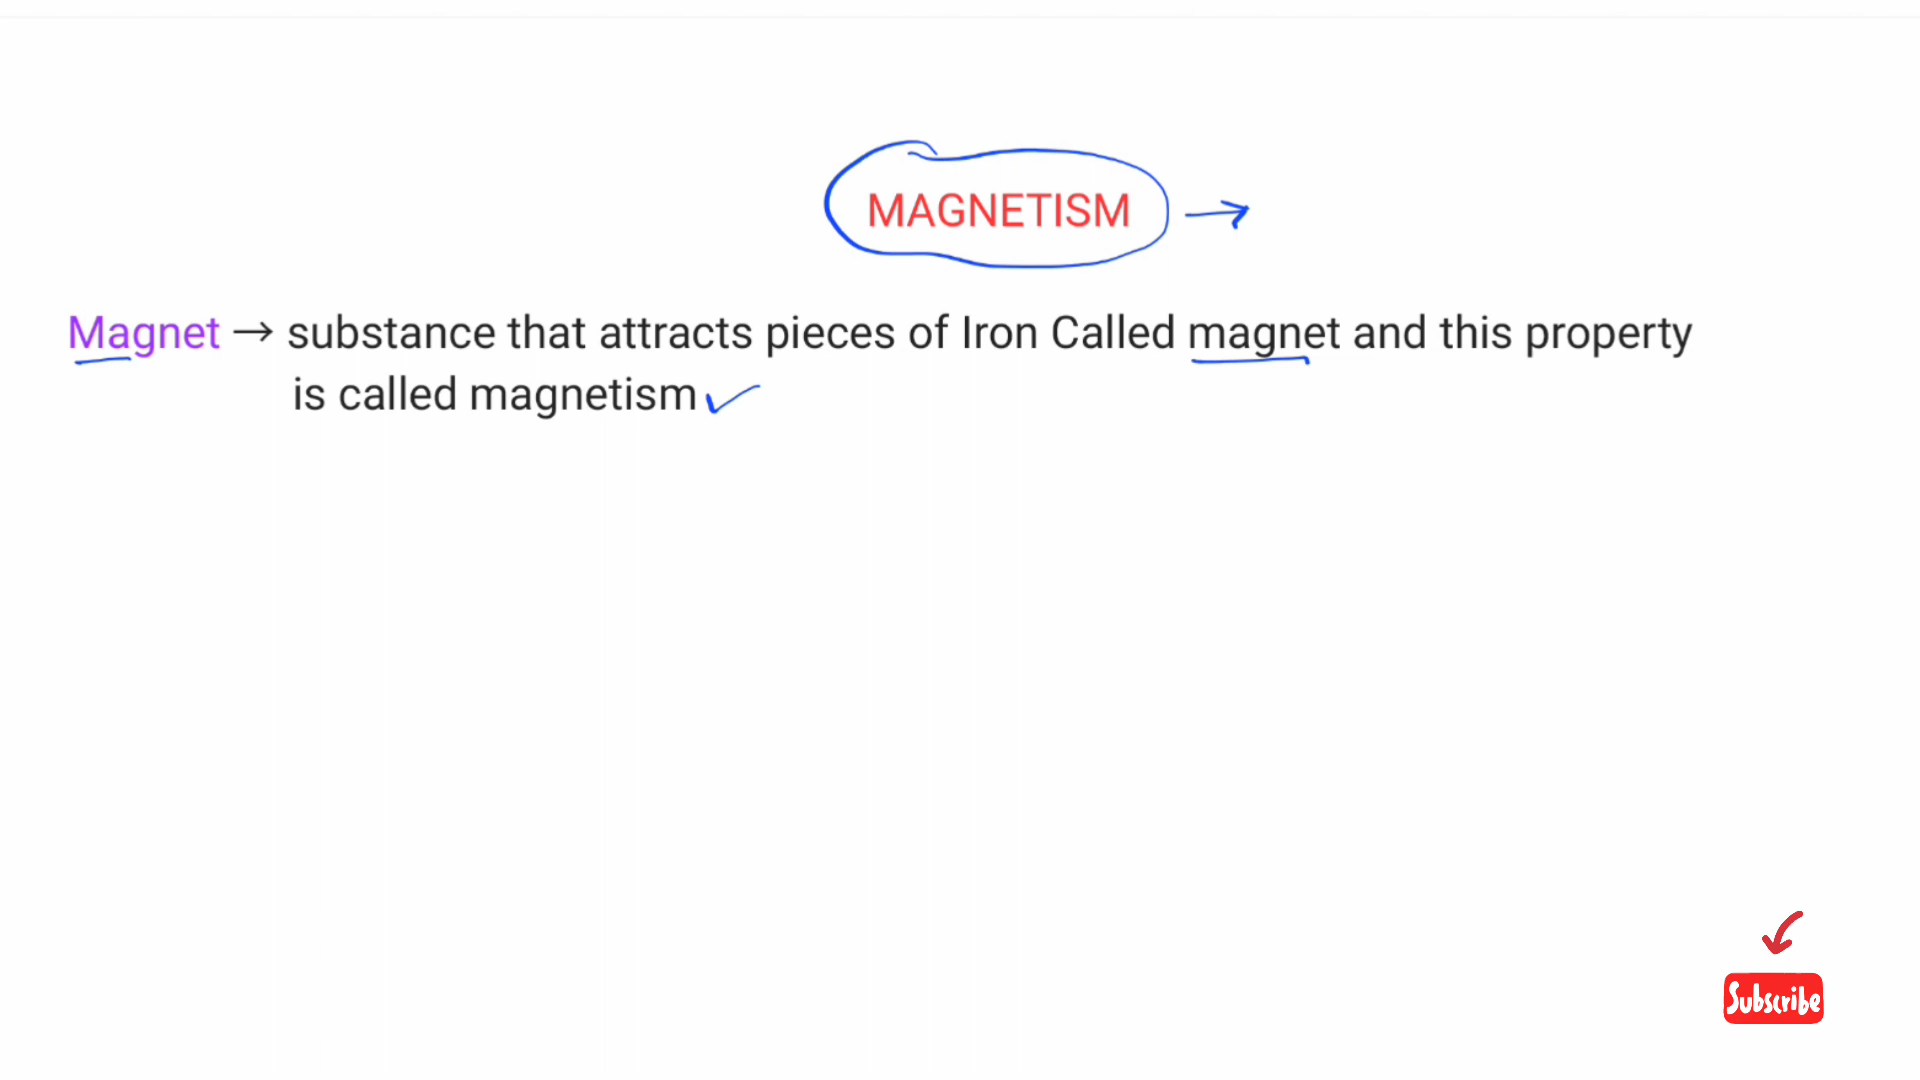 MAGNETISM →
Magnet → substance that attracts pieces of Iron Called magnet and this property
is called magnetism ✓
Subscribe